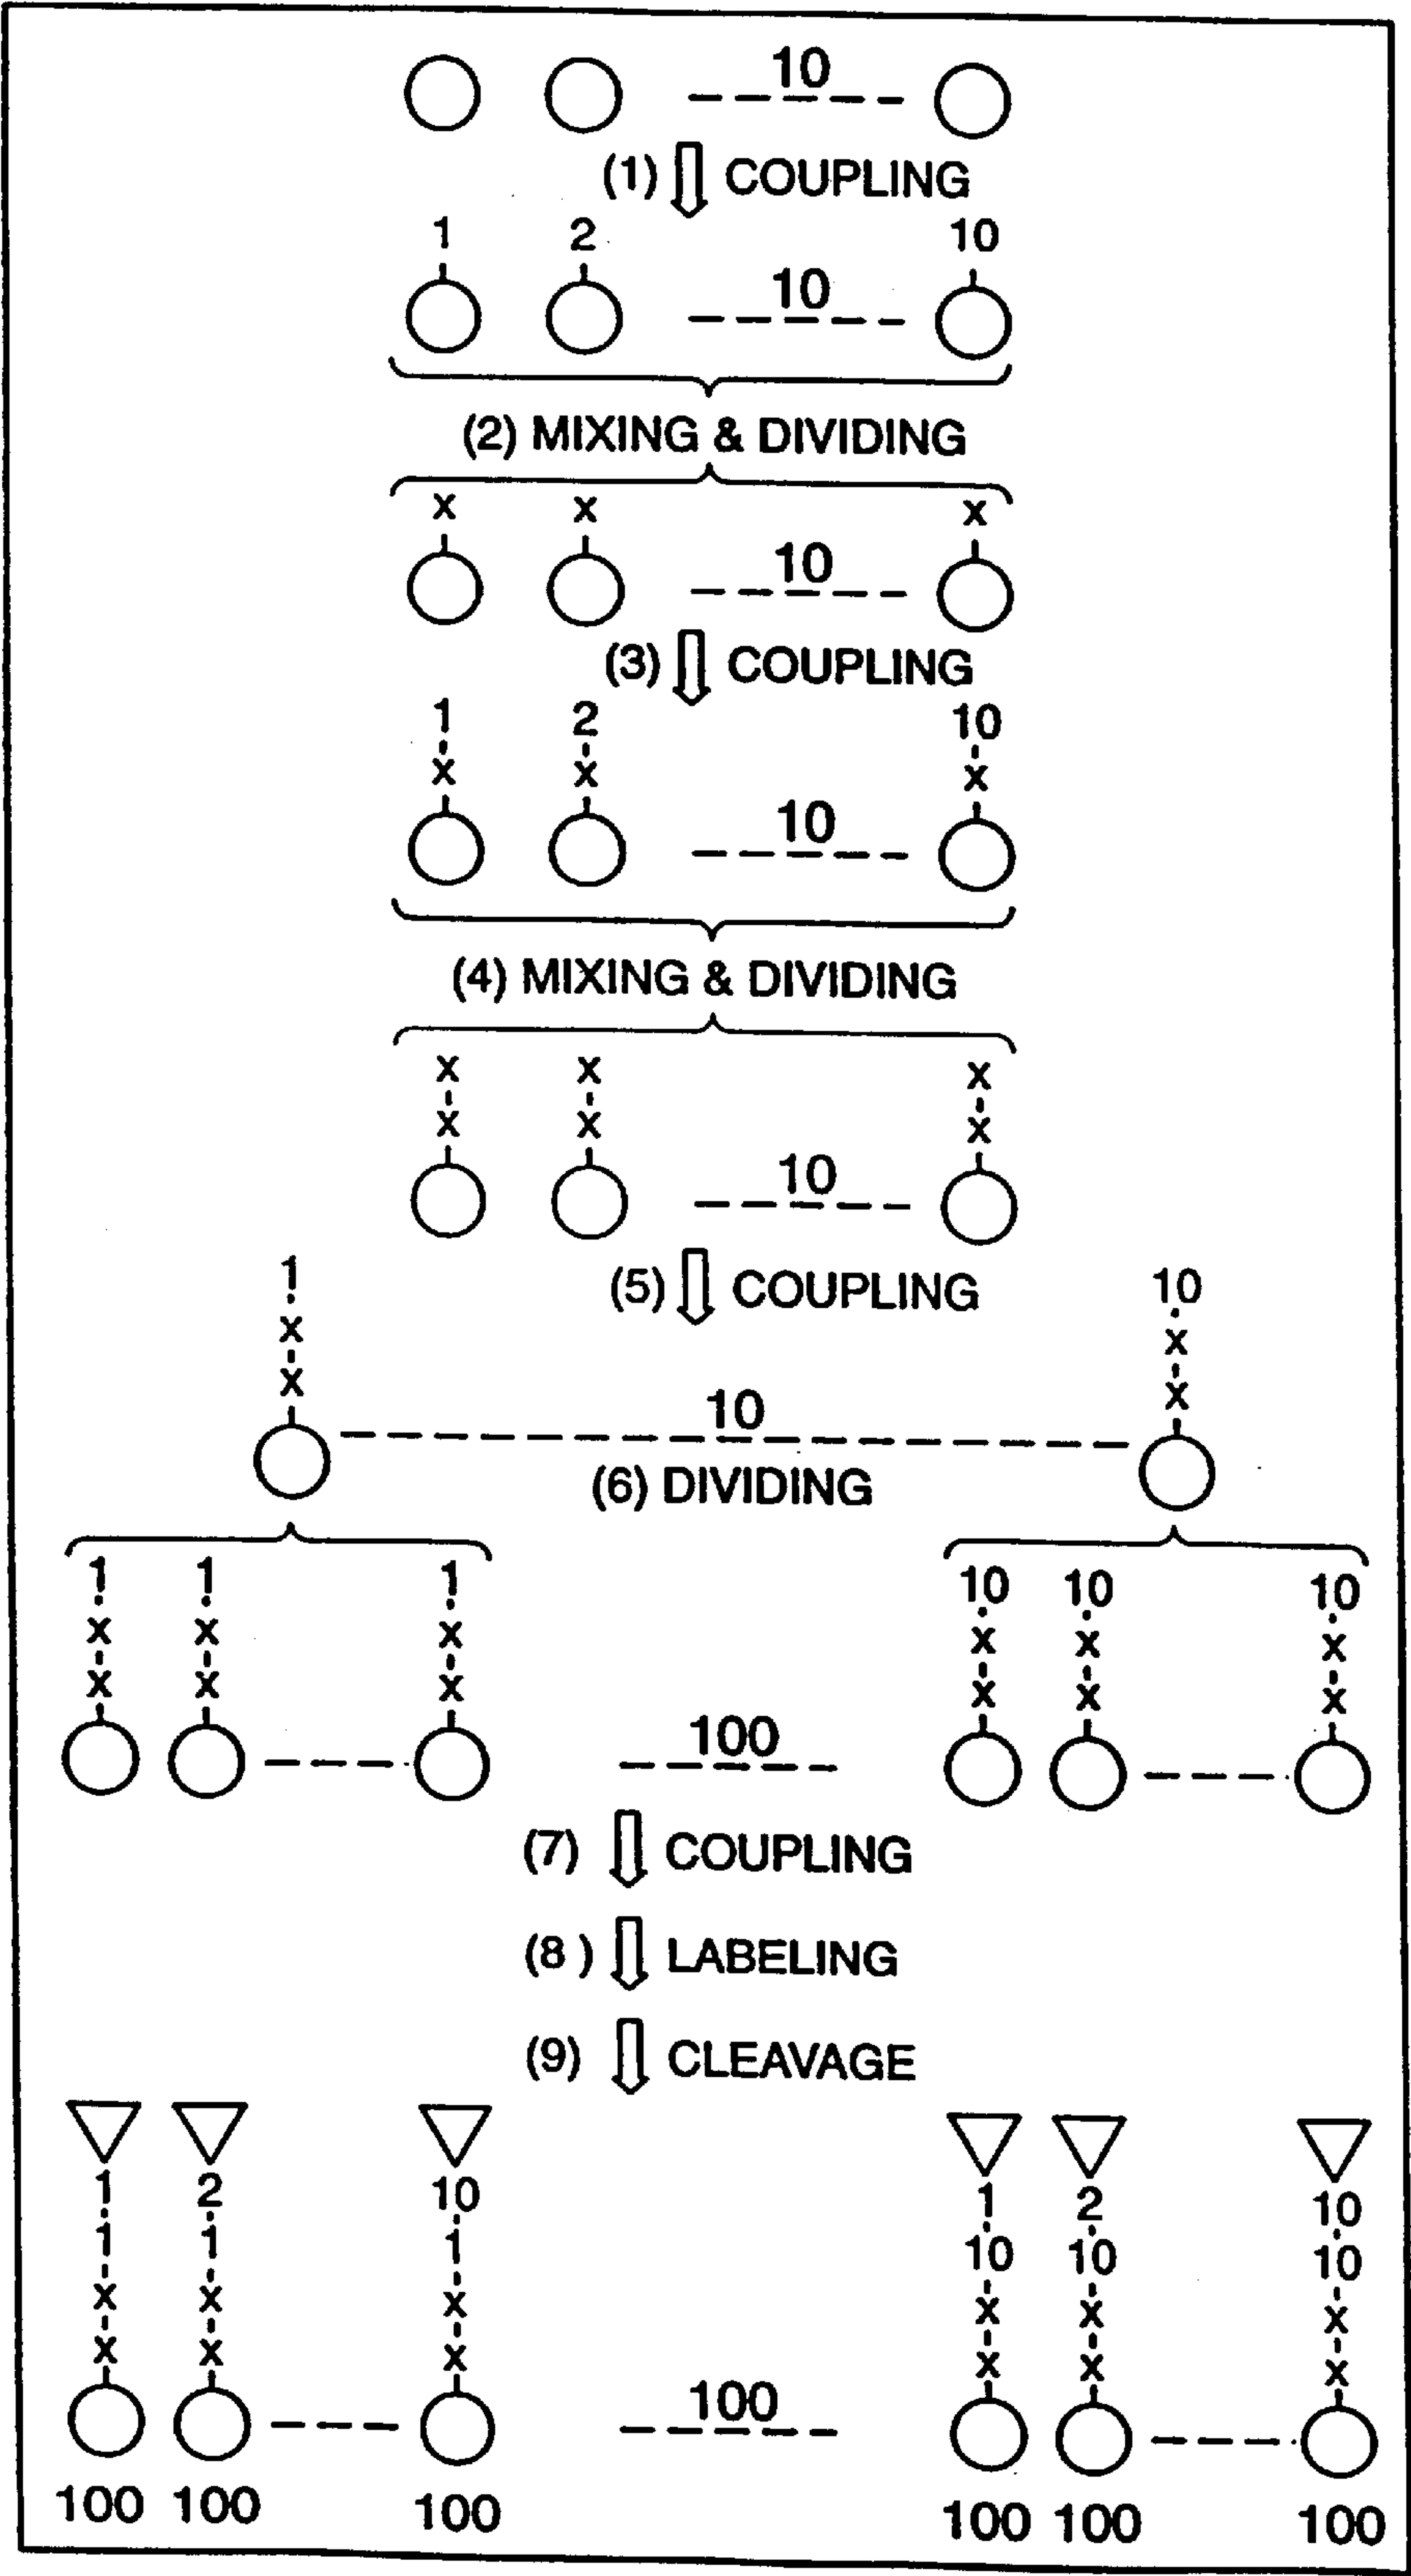 10
(1) COUPLING
1 2 10
10
(2) MIXING & DIVIDING
x x x
10
(3) COUPLING
1 2 10
x x x
10
(4) MIXING & DIVIDING
x x x
x x x
10
(5) COUPLING
1 10
x x
x x
10
(6) DIVIDING
1 1 1 10 10 10
x x x x x x
x x x x x x
100
(7) COUPLING
(8) LABELING
(9) CLEAVAGE
1 2 10 1 2 10
1 1 1 10 10 10
x x x x x x
x x x x x x
100
100 100 100 100 100 100